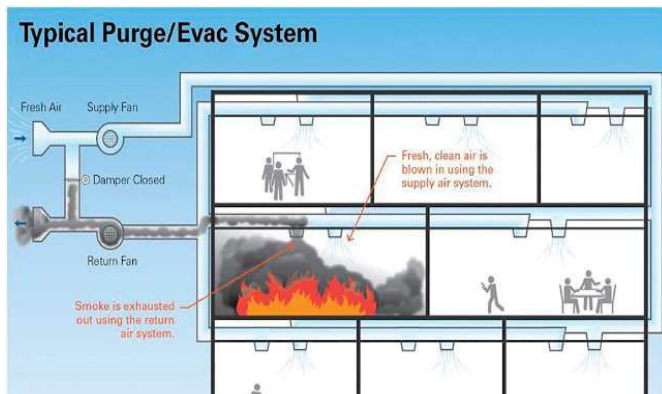 Typical Purge/Evac System
Fresh Air
Supply Fan
Fresh, clean air is
blown in using the
supply air system.
Damper Closed
Return Fan
Smoke is exhausted
out using the return
air system.